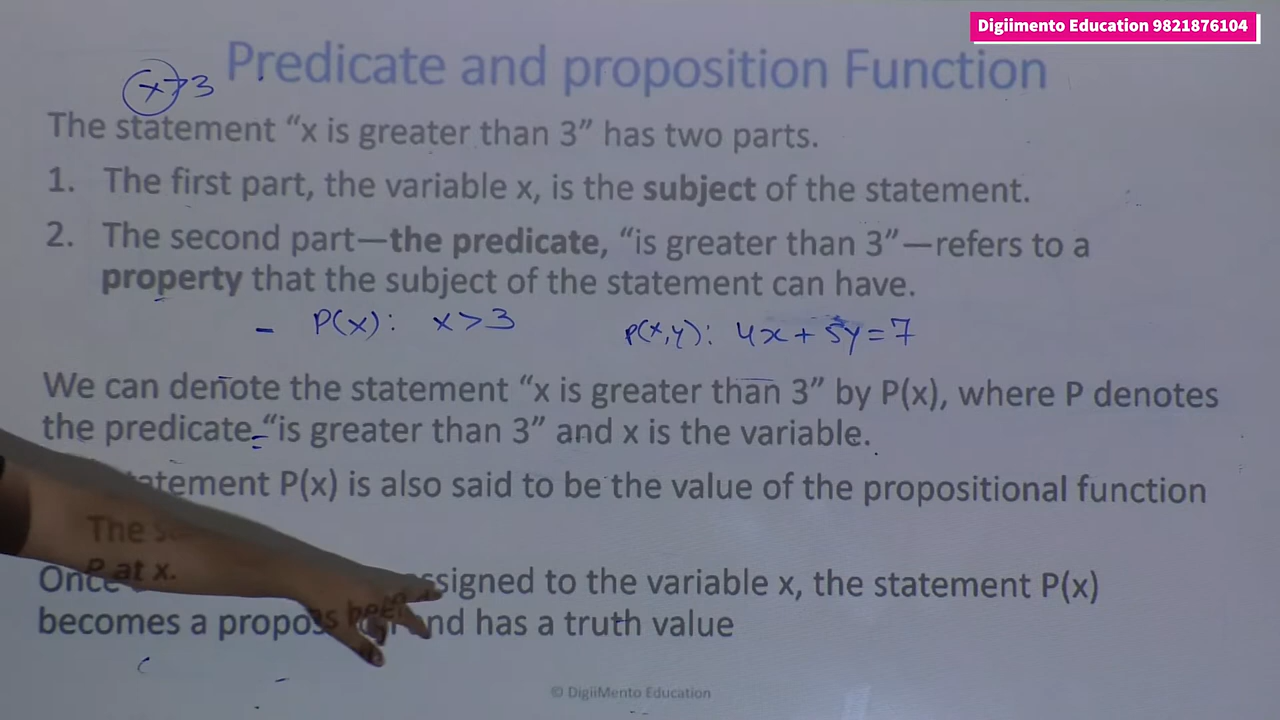 Digiimento Education 9821876104
Predicate and proposition Function
x>3
The statement “x is greater than 3” has two parts.
1. The first part, the variable x, is the subject of the statement.
2. The second part—the predicate, “is greater than 3”—refers to a
property that the subject of the statement can have.
P(x): x>3 P(x,y): 4x+5y=7
We can denote the statement “x is greater than 3” by P(x), where P denotes
the predicate “is greater than 3” and x is the variable.
The statement P(x) is also said to be the value of the propositional function
P at x.
Once been assigned to the variable x, the statement P(x)
becomes a and has a truth value
© DigiiMento Education